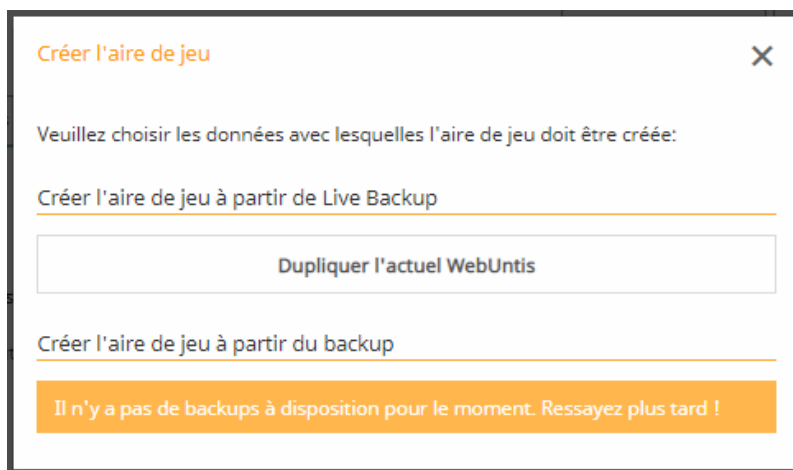 Créer l'aire de jeu
Veuillez choisir les données avec lesquelles l'aire de jeu doit être créée:
Créer l'aire de jeu à partir de Live Backup
Dupliquer l'actuel WebUntis
Créer l'aire de jeu à partir du backup
Il n'y a pas de backups à disposition pour le moment. Ressayez plus tard !